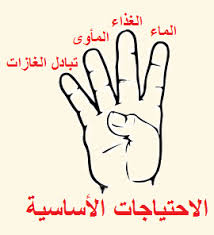 الماء
الغذاء
المأوى
تبادل الغازات
الاحتياجات الأساسية